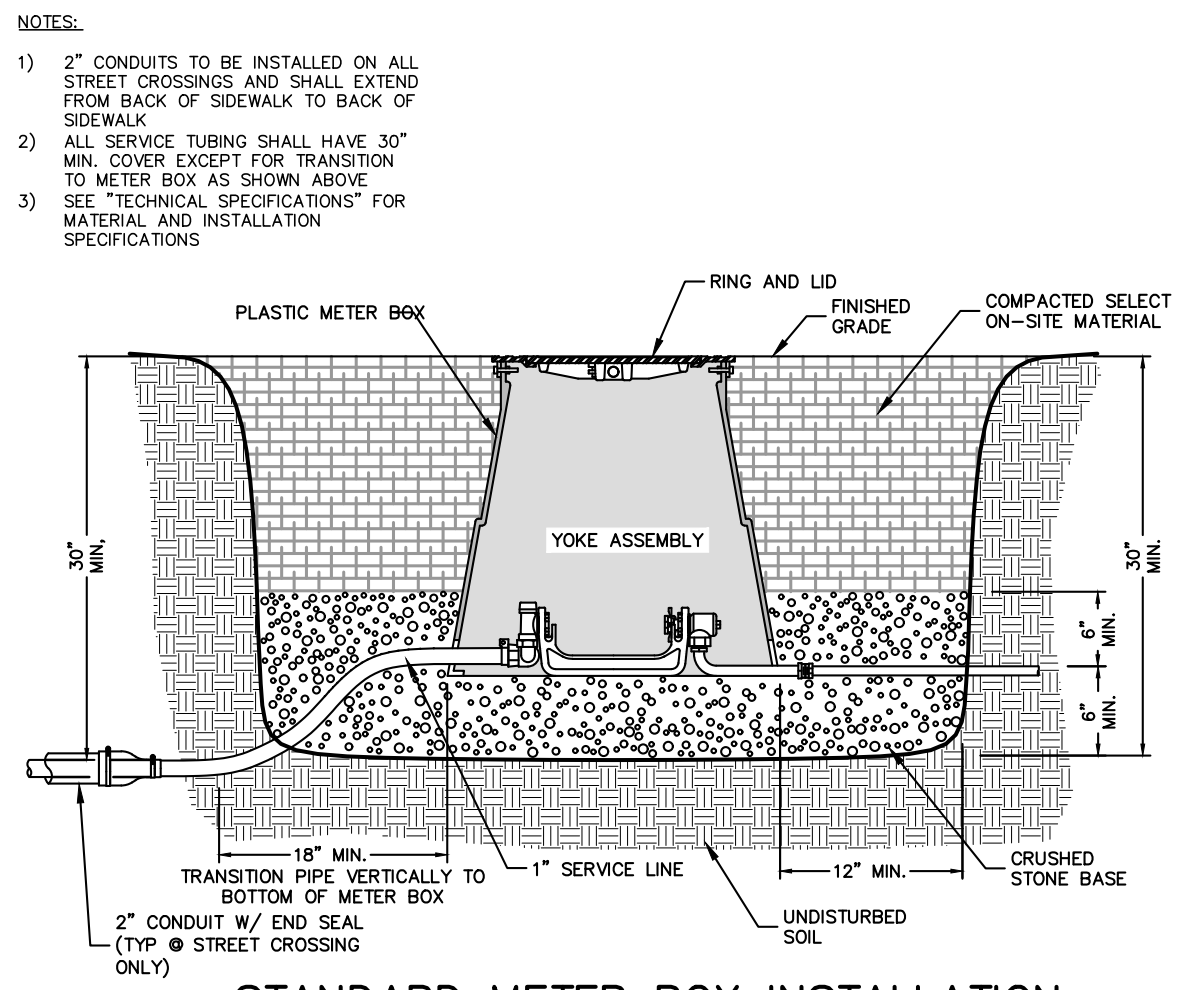 NOTES:
1) 2" CONDUITS TO BE INSTALLED ON ALL
STREET CROSSINGS AND SHALL EXTEND
FROM BACK OF SIDEWALK TO BACK OF
SIDEWALK
2) ALL SERVICE TUBING SHALL HAVE 30"
MIN. COVER EXCEPT FOR TRANSITION
TO METER BOX AS SHOWN ABOVE
3) SEE "TECHNICAL SPECIFICATIONS" FOR
MATERIAL AND INSTALLATION
SPECIFICATIONS
RING AND LID
PLASTIC METER BOX
FINISHED
GRADE
COMPACTED SELECT
ON-SITE MATERIAL
30"
MIN,
YOKE ASSEMBLY
30"
MIN.
6"
MIN.
6"
MIN.
18" MIN.
TRANSITION PIPE VERTICALLY TO
BOTTOM OF METER BOX
1" SERVICE LINE
12" MIN.
CRUSHED
STONE BASE
2" CONDUIT W/ END SEAL
(TYP @ STREET CROSSING
ONLY)
UNDISTURBED
SOIL
STANDARD METER BOX INSTALLATION